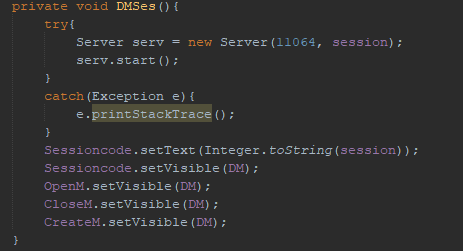 private void DMSes(){
try{
Server serv = new Server(11064, session);
serv.start();
}
catch(Exception e){
e.printStackTrace();
}
Sessioncode.setText(Integer.toString(session));
Sessioncode.setVisible(DM);
OpenM.setVisible(DM);
CloseM.setVisible(DM);
CreateM.setVisible(DM);
}